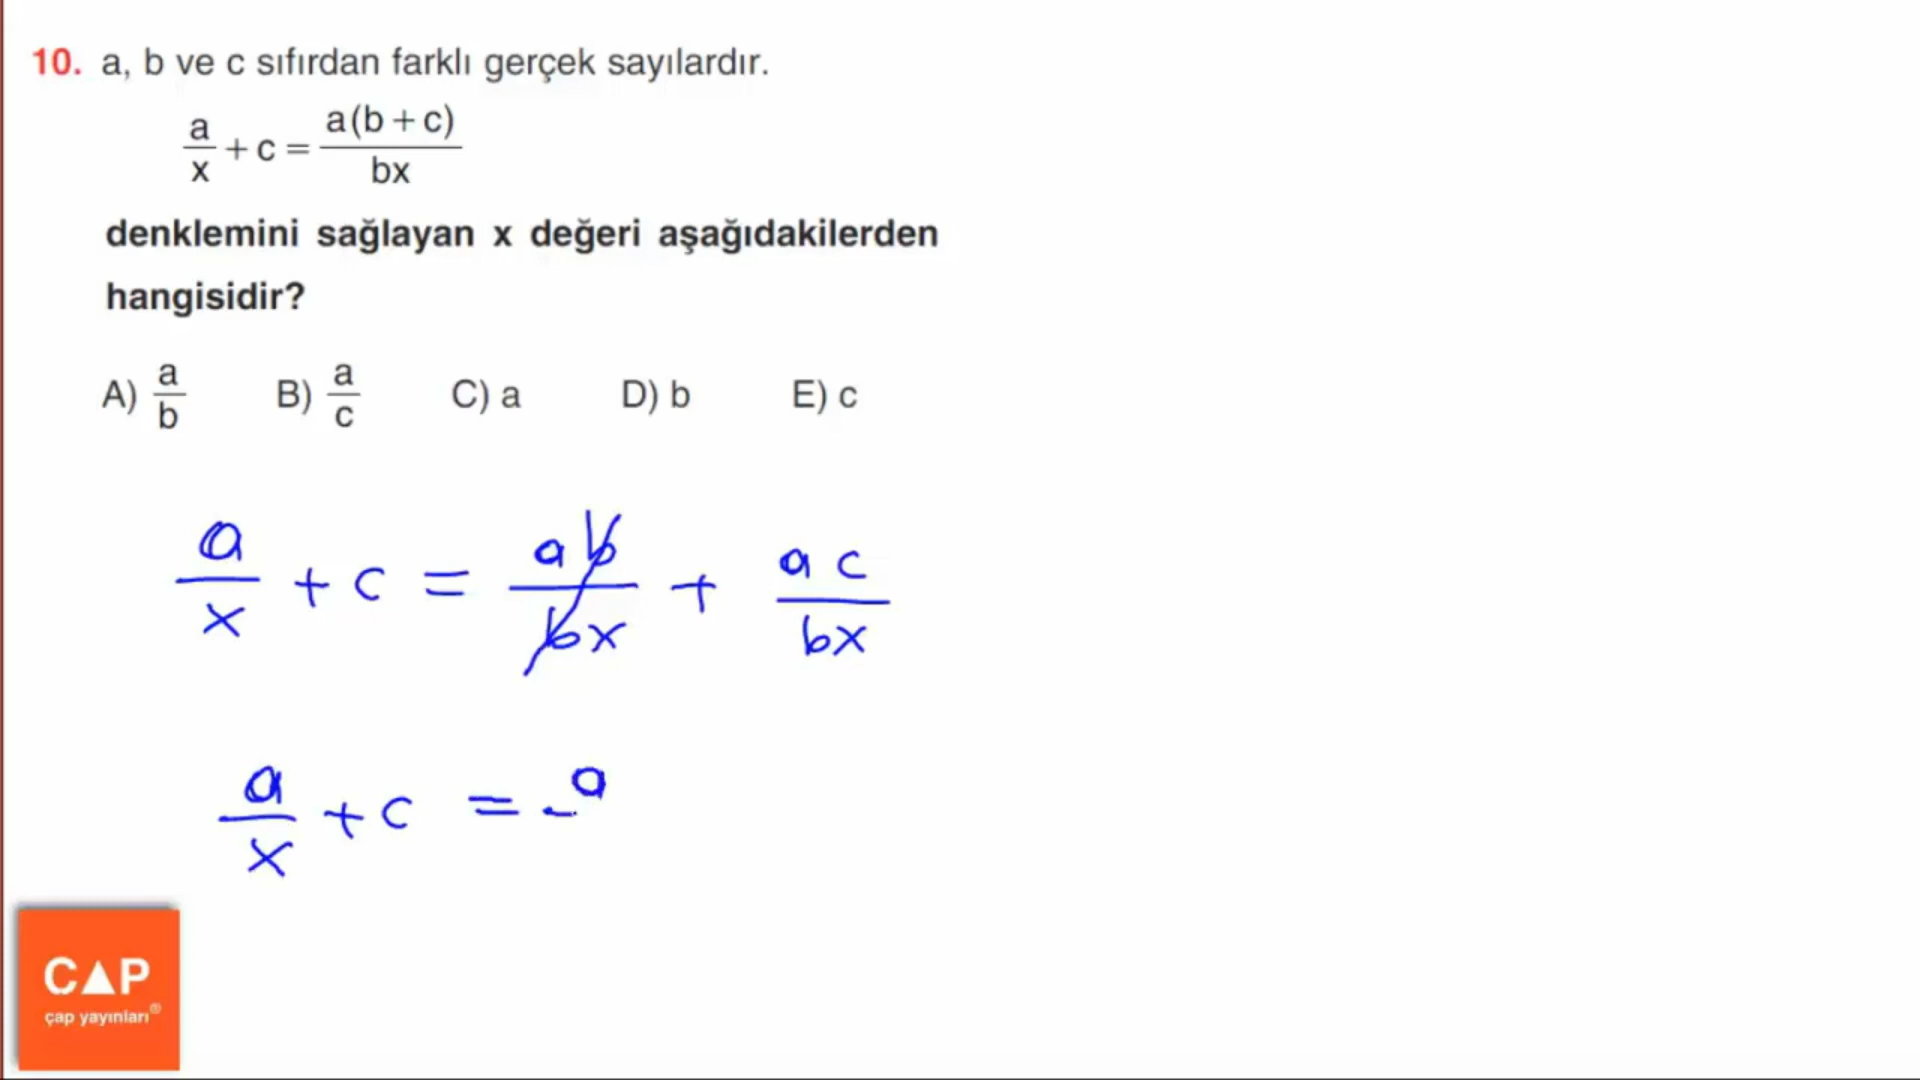 10. a, b ve c sıfırdan farklı gerçek sayılardır.
a/x + c = a(b + c)/bx
denklemini sağlayan x değeri aşağıdakilerden
hangisidir?
A) a/b B) a/c C) a D) b E) c
a/x + c = ab/bx + ac/bx
a/x + c = a
CAP
çap yayınları®